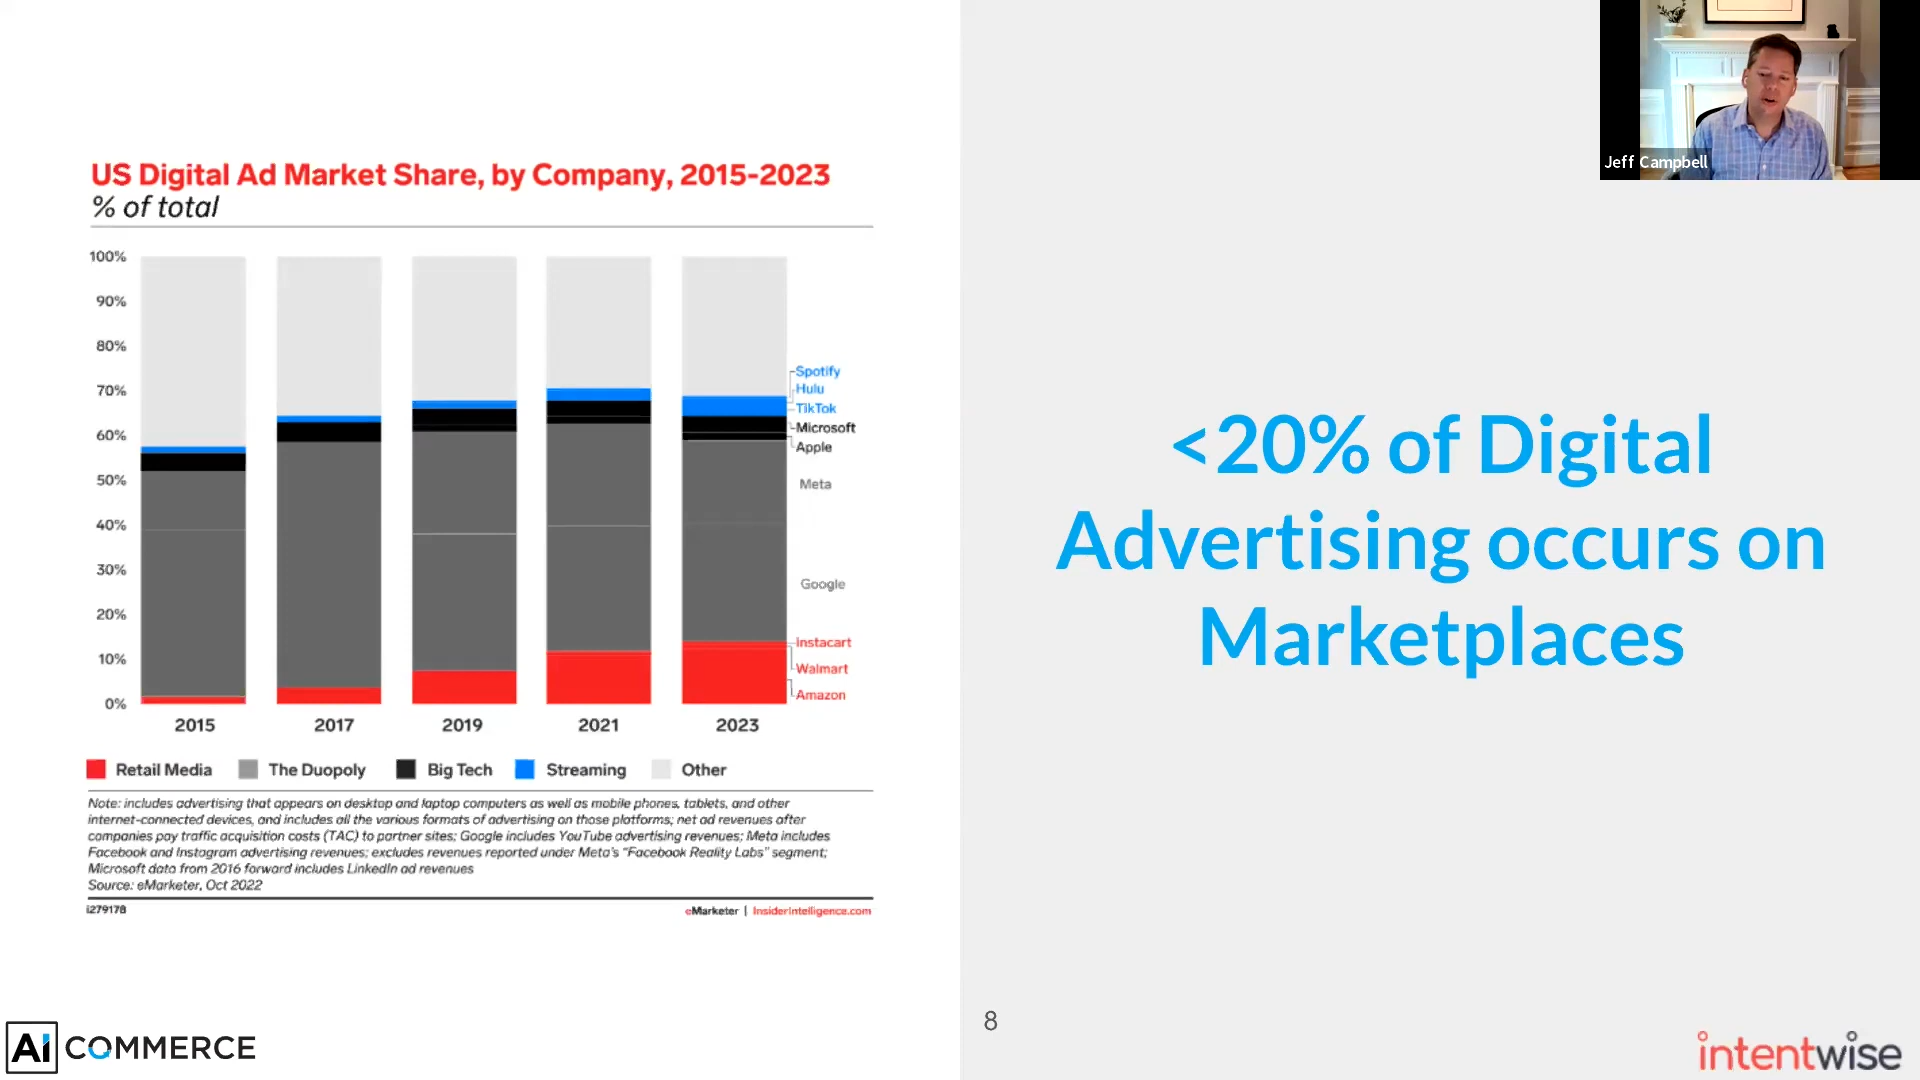 Jeff Campbell
US Digital Ad Market Share, by Company, 2015-2023
% of total
100%
90%
80%
70%
60%
50%
40%
30%
20%
10%
0%
Spotify
Hulu
TikTok
Microsoft
Apple
Meta
Google
Instacart
Walmart
Amazon
2015 2017 2019 2021 2023
Retail Media The Duopoly Big Tech Streaming Other
Note: includes advertising that appears on desktop and laptop computers as well as mobile phones, tablets, and other
internet-connected devices, and includes all the various formats of advertising on those platforms; net ad revenues after
companies pay traffic acquisition costs (TAC) to partner sites; Google includes YouTube advertising revenues; Meta includes
Facebook and Instagram advertising revenues; excludes revenues reported under Meta's "Facebook Reality Labs" segment;
Microsoft data from 2016 forward includes LinkedIn ad revenues
Source: eMarketer, Oct 2022
i279178
eMarketer | InsiderIntelligence.com
<20% of Digital
Advertising occurs on
Marketplaces
8
Ai COMMERCE
intentwise